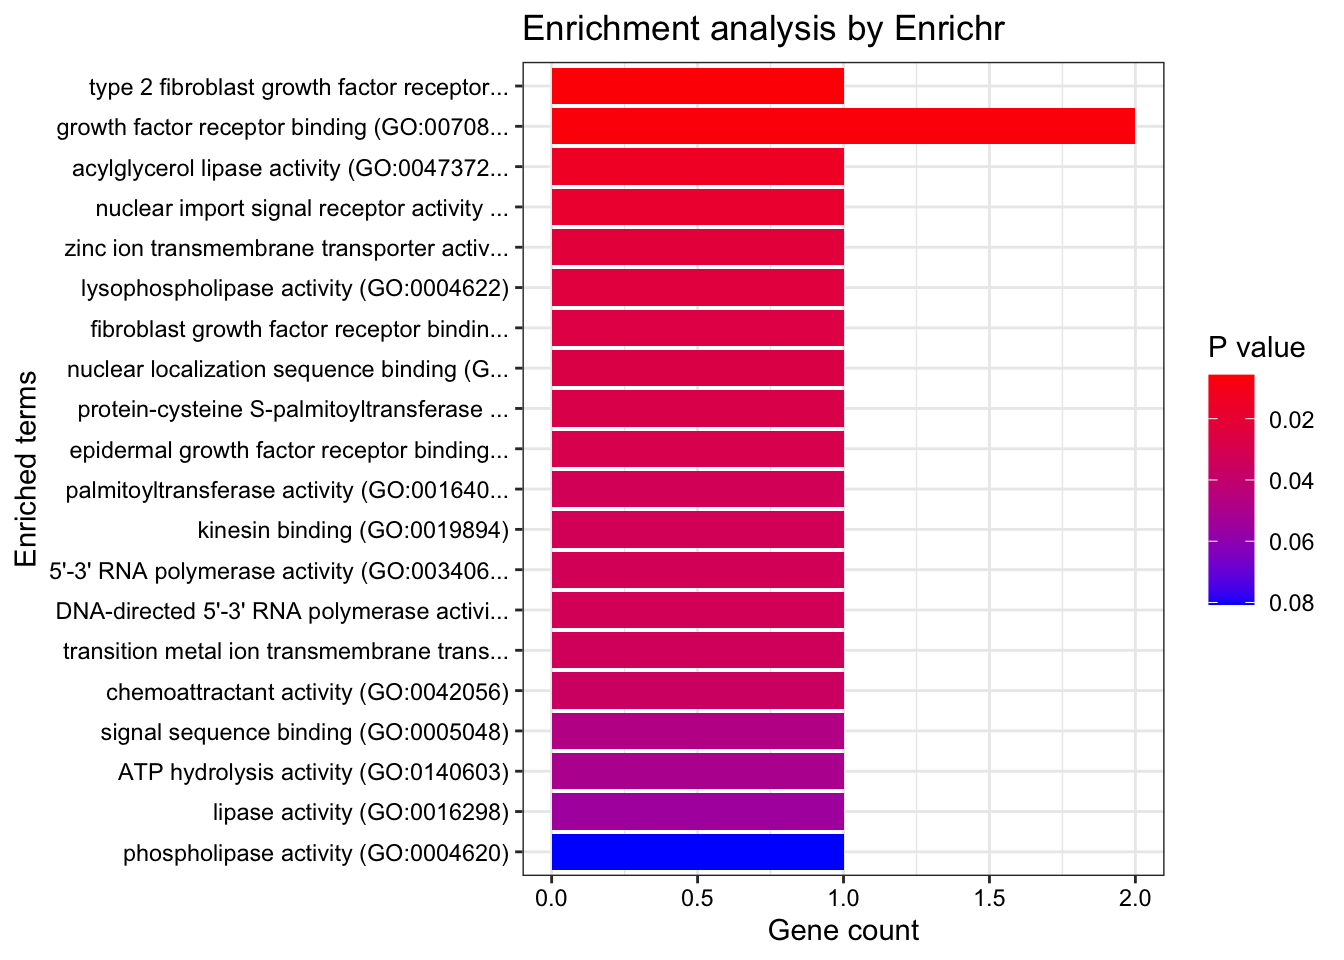 Enrichment analysis by Enrichr
Enriched terms
type 2 fibroblast growth factor receptor...
growth factor receptor binding (GO:00708...
acylglycerol lipase activity (GO:0047372...
nuclear import signal receptor activity ...
zinc ion transmembrane transporter activ...
lysophospholipase activity (GO:0004622)
fibroblast growth factor receptor bindin...
nuclear localization sequence binding (G...
protein-cysteine S-palmitoyltransferase ...
epidermal growth factor receptor binding...
palmitoyltransferase activity (GO:001640...
kinesin binding (GO:0019894)
5'-3' RNA polymerase activity (GO:003406...
DNA-directed 5'-3' RNA polymerase activi...
transition metal ion transmembrane trans...
chemoattractant activity (GO:0042056)
signal sequence binding (GO:0005048)
ATP hydrolysis activity (GO:0140603)
lipase activity (GO:0016298)
phospholipase activity (GO:0004620)
0.0 0.5 1.0 1.5 2.0
Gene count
P value
0.02
0.04
0.06
0.08